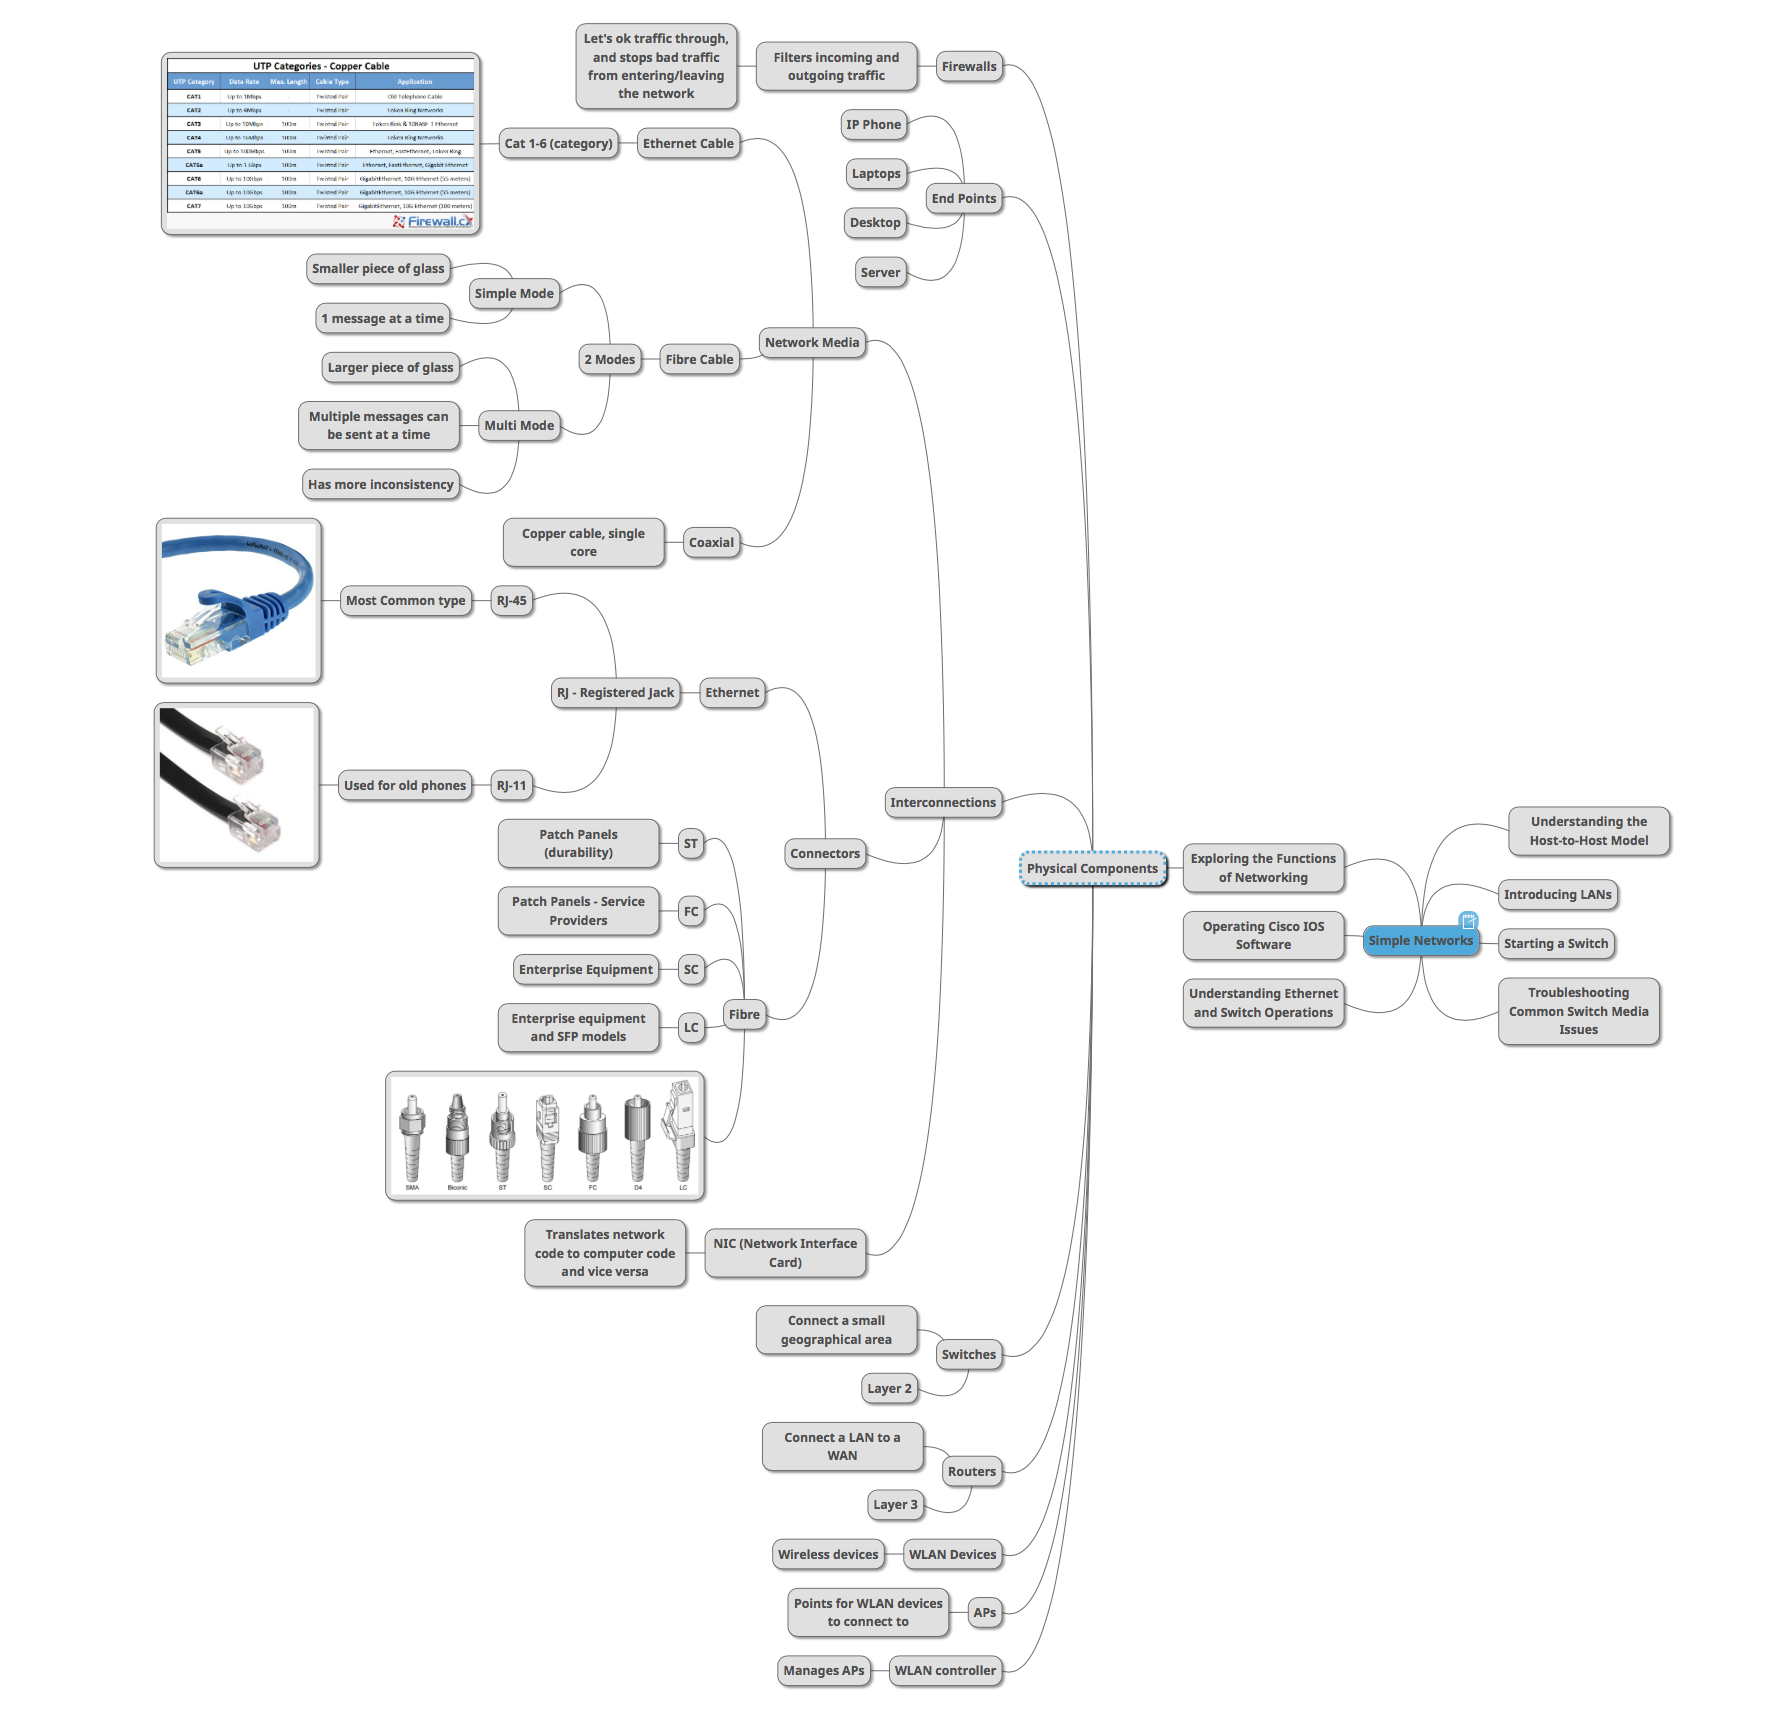 Let's ok traffic through,
and stops bad traffic
from entering/leaving
the network
Filters incoming and
outgoing traffic
Firewalls
UTP Categories - Copper Cable
UTP Category Data Rate Max. Length Cable Type Application
CAT1 Up to 1Mbps - Twisted Pair Old Telephone Cable
CAT2 Up to 4Mbps - Twisted Pair Token Ring Networks
CAT3 Up to 10Mbps 100m Twisted Pair Token Rink & 10BASE-T Ethernet
CAT4 Up to 16Mbps 100m Twisted Pair Token Ring Networks
CAT5 Up to 100Mbps 100m Twisted Pair Ethernet, FastEthernet, Token Ring
CAT5e Up to 1 Gbps 100m Twisted Pair Ethernet, FastEthernet, Gigabit Ethernet
CAT6 Up to 10Gbps 100m Twisted Pair GigabitEthernet, 10G Ethernet (55 meters)
CAT6a Up to 10Gbps 100m Twisted Pair GigabitEthernet, 10G Ethernet (55 meters)
CAT7 Up to 10Gbps 100m Twisted Pair GigabitEthernet, 10G Ethernet (100 meters)
Firewall.cx
Cat 1-6 (category)
Ethernet Cable
IP Phone
Laptops
End Points
Desktop
Server
Smaller piece of glass
Simple Mode
1 message at a time
Network Media
2 Modes
Fibre Cable
Larger piece of glass
Multiple messages can
be sent at a time
Multi Mode
Has more inconsistency
Copper cable, single
core
Coaxial
Most Common type
RJ-45
RJ - Registered Jack
Ethernet
Used for old phones
RJ-11
Interconnections
Patch Panels
(durability)
ST
Connectors
Patch Panels - Service
Providers
FC
Enterprise Equipment
SC
Fibre
Enterprise equipment
and SFP models
LC
SMA Biconic ST SC FC D4 LC
Translates network
code to computer code
and vice versa
NIC (Network Interface
Card)
Physical Components
Exploring the Functions
of Networking
Operating Cisco IOS
Software
Understanding Ethernet
and Switch Operations
Simple Networks
Understanding the
Host-to-Host Model
Introducing LANs
Starting a Switch
Troubleshooting
Common Switch Media
Issues
Connect a small
geographical area
Switches
Layer 2
Connect a LAN to a
WAN
Routers
Layer 3
Wireless devices
WLAN Devices
Points for WLAN devices
to connect to
APs
Manages APs
WLAN controller